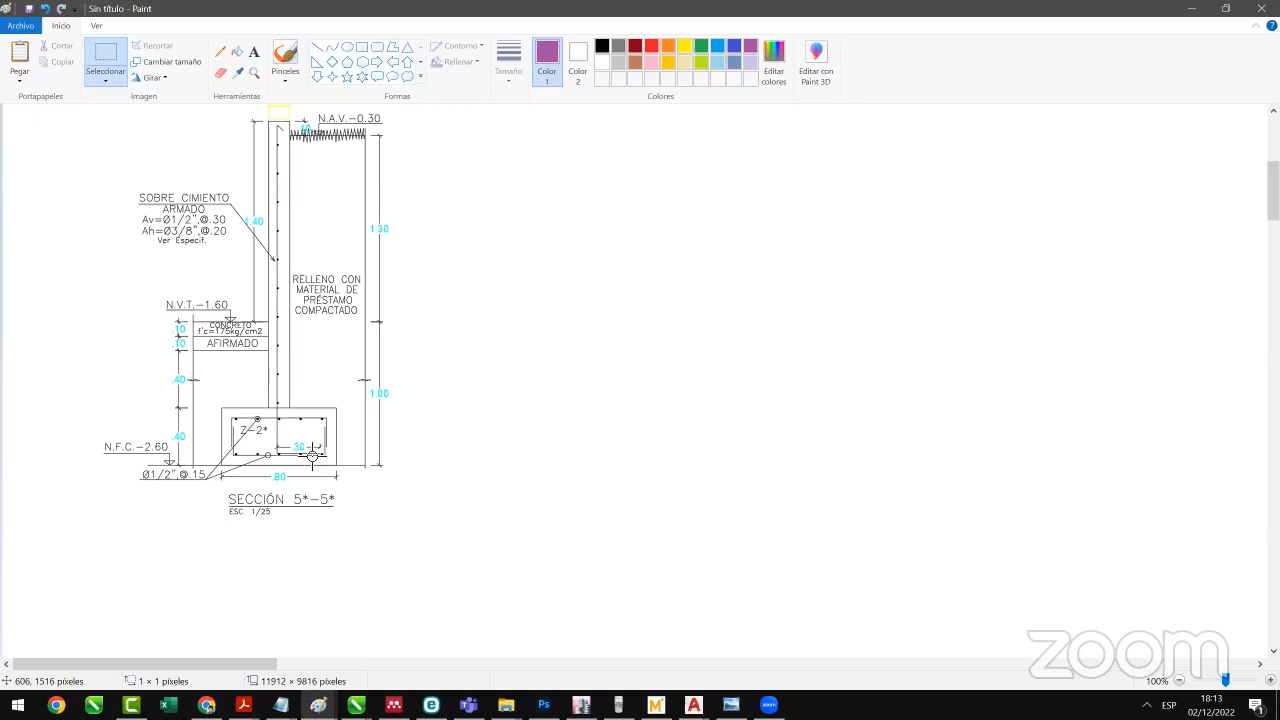 Sin título - Paint
Archivo
Inicio
Ver
Pegar
Cortar
Copiar
Portapapeles
Seleccionar
Recortar
Cambiar tamaño
Girar
Imagen
A
Herramientas
Pinceles
Contorno
Rellenar
Formas
Tamaño
Color 1
Color 2
Editar colores
Colores
Editar con Paint 3D
N.A.V.-0.30
.10
SOBRE CIMIENTO
ARMADO
Av=Ø1/2",@.30
Ah=Ø3/8",@.20
Ver Especif.
1.40
1.30
RELLENO CON
MATERIAL DE
PRÉSTAMO
COMPACTADO
N.V.T.-1.60
CONCRETO
f'c=175kg/cm2
.10
.10
AFIRMADO
.40
1.00
.40
Z-2*
.30
N.F.C.-2.60
Ø1/2",@.15
.80
SECCIÓN 5*-5*
ESC 1/25
zoom
606, 1516 píxeles
1 × 1 píxeles
11912 × 9816 píxeles
100%
ESP
18:13
02/12/2022